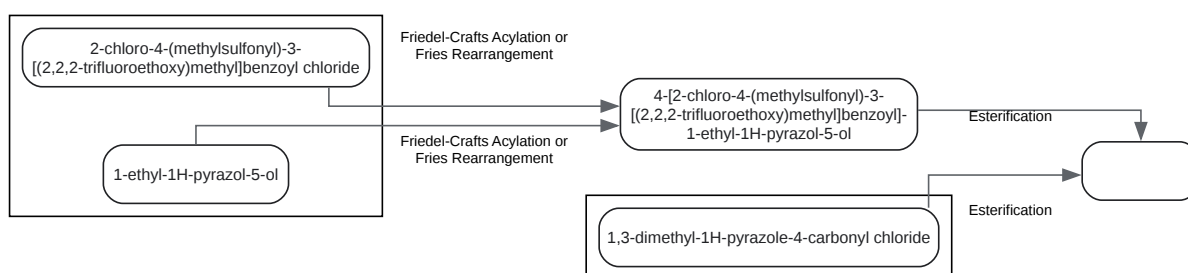 2-chloro-4-(methylsulfonyl)-3-
[(2,2,2-trifluoroethoxy)methyl]benzoyl chloride
Friedel-Crafts Acylation or
Fries Rearrangement
4-[2-chloro-4-(methylsulfonyl)-3-
[(2,2,2-trifluoroethoxy)methyl]benzoyl]-
1-ethyl-1H-pyrazol-5-ol
Esterification
Friedel-Crafts Acylation or
Fries Rearrangement
1-ethyl-1H-pyrazol-5-ol
Esterification
1,3-dimethyl-1H-pyrazole-4-carbonyl chloride